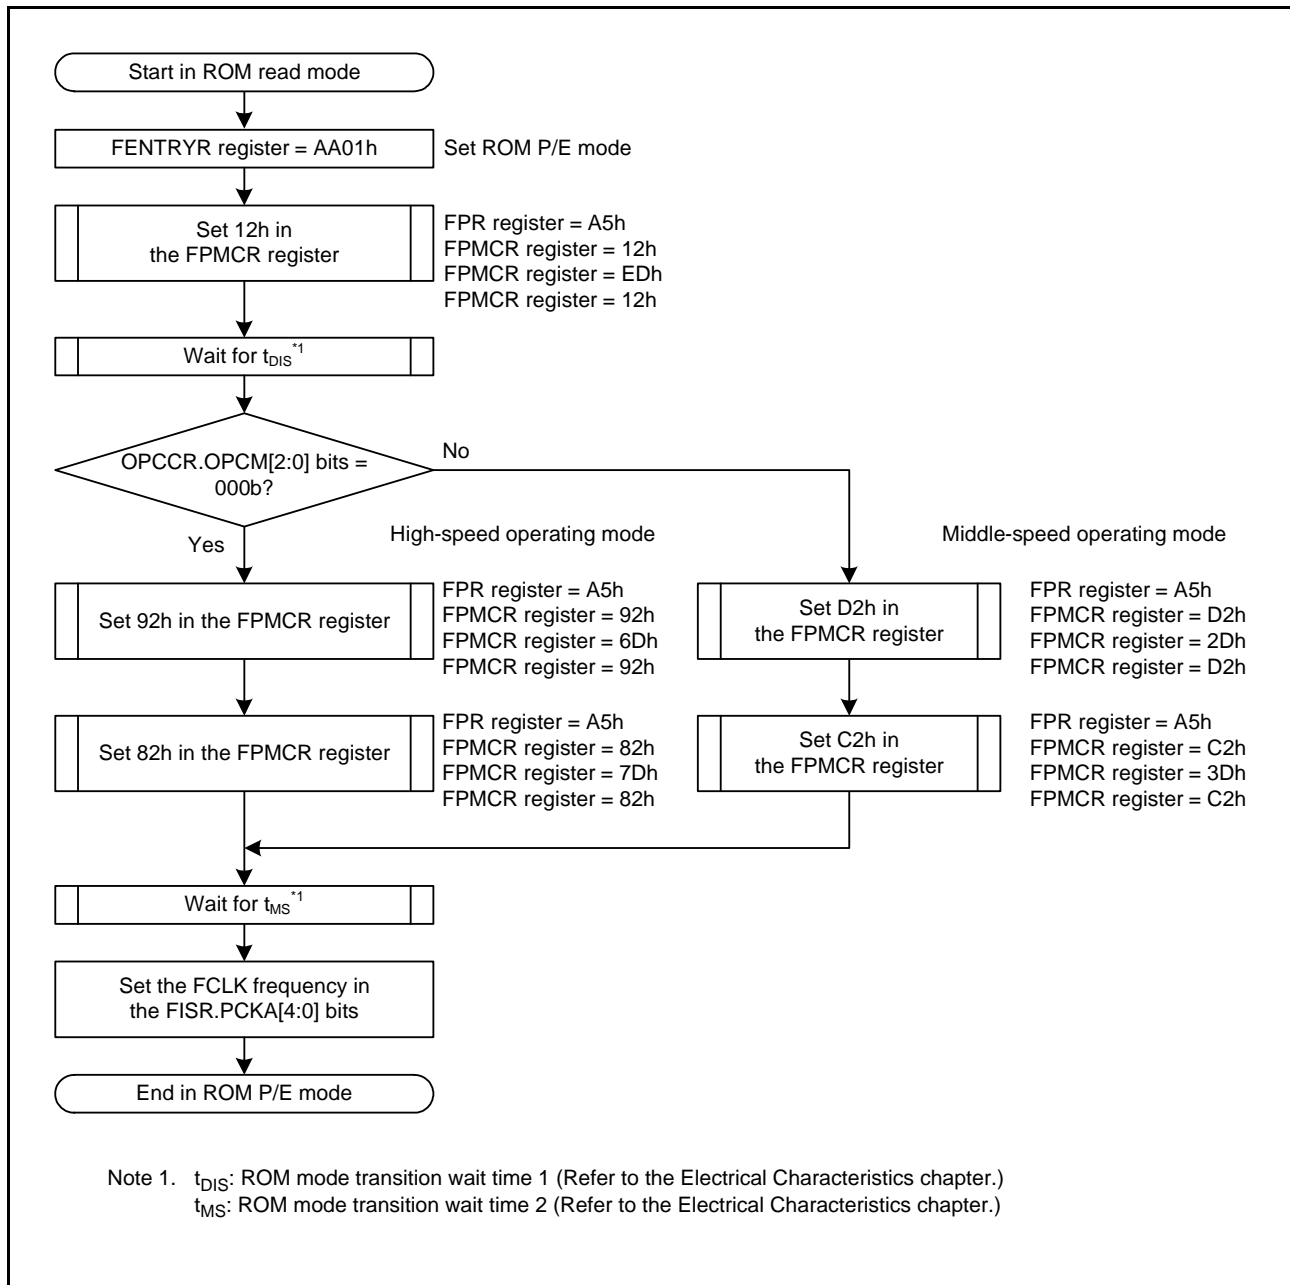 Start in ROM read mode
FENTRYR register = AA01h
Set ROM P/E mode
Set 12h in
the FPMCR register
FPR register = A5h
FPMCR register = 12h
FPMCR register = EDh
FPMCR register = 12h
Wait for tDIS*1
OPCCR.OPCM[2:0] bits =
000b?
No
Yes
High-speed operating mode
Middle-speed operating mode
Set 92h in the FPMCR register
FPR register = A5h
FPMCR register = 92h
FPMCR register = 6Dh
FPMCR register = 92h
Set D2h in
the FPMCR register
FPR register = A5h
FPMCR register = D2h
FPMCR register = 2Dh
FPMCR register = D2h
Set 82h in the FPMCR register
FPR register = A5h
FPMCR register = 82h
FPMCR register = 7Dh
FPMCR register = 82h
Set C2h in
the FPMCR register
FPR register = A5h
FPMCR register = C2h
FPMCR register = 3Dh
FPMCR register = C2h
Wait for tMS*1
Set the FCLK frequency in
the FISR.PCKA[4:0] bits
End in ROM P/E mode
Note 1. tDIS: ROM mode transition wait time 1 (Refer to the Electrical Characteristics chapter.)
tMS: ROM mode transition wait time 2 (Refer to the Electrical Characteristics chapter.)